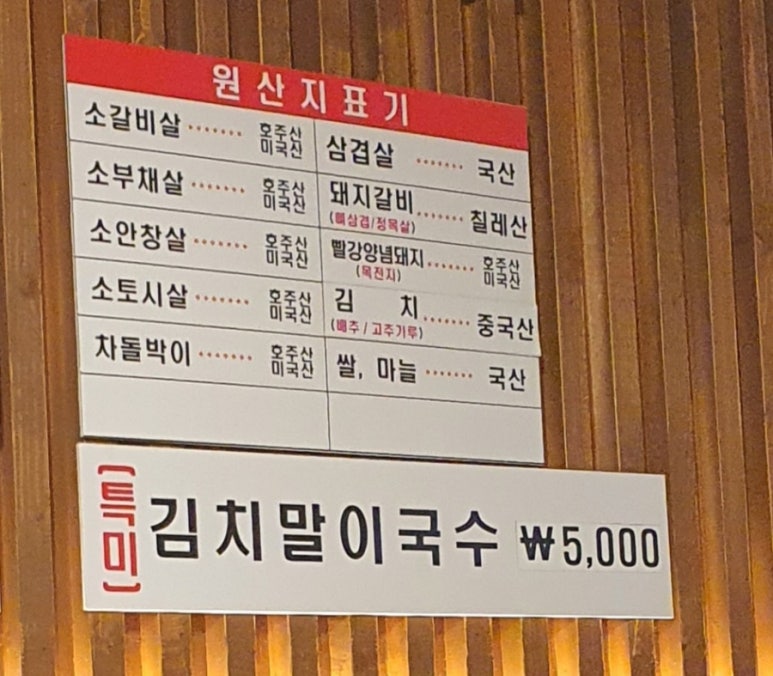 원산지표기
소갈비살 ······· 호주산 미국산
소부채살 ······· 호주산 미국산
소안창살 ······· 호주산 미국산
소토시살 ······· 호주산 미국산
차돌박이 ······· 호주산 미국산
삼겹살 ······· 국산
돼지갈비 ······· 칠레산
(뼈삼겹/정목살)
빨강양념돼지 ······· 호주산 미국산
(목전지)
김 치 ······· 중국산
(배추 / 고추가루)
쌀, 마늘 ······· 국산
[특미] 김치말이국수 ₩5,000